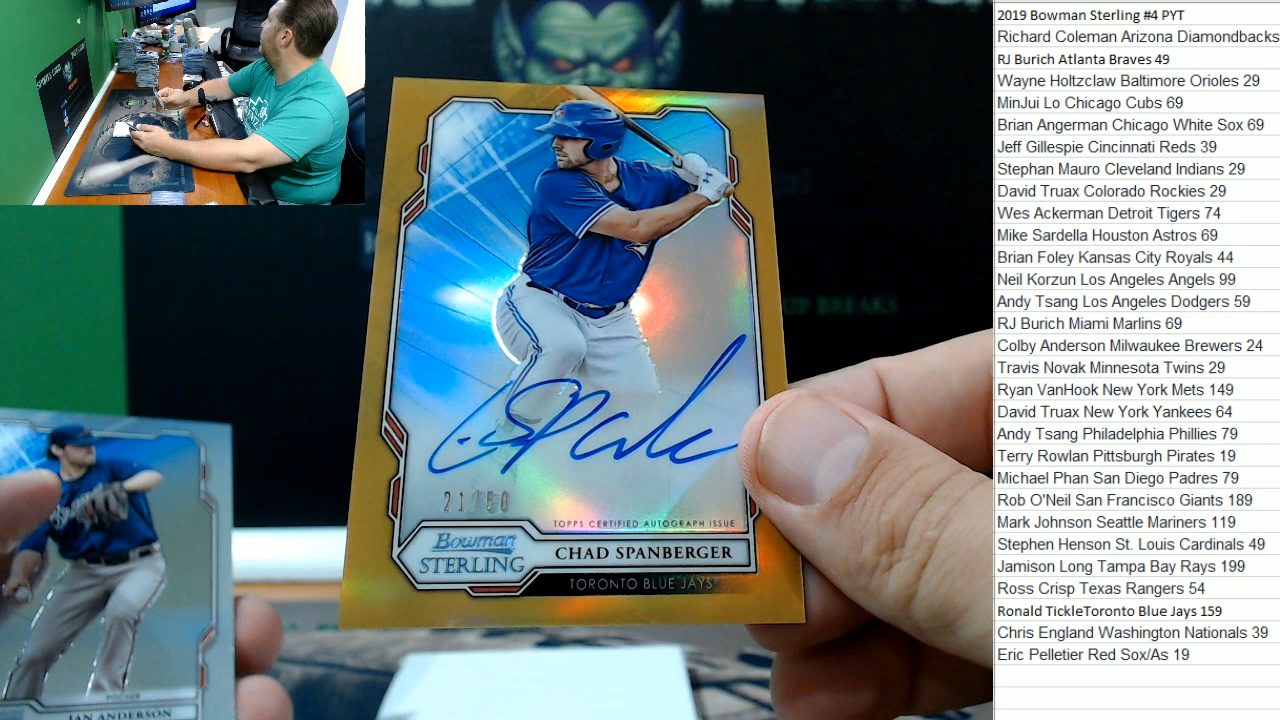 UP BREAKS
21/50
TOPPS CERTIFIED AUTOGRAPH ISSUE
Bowman
STERLING
CHAD SPANBERGER
TORONTO BLUE JAYS
PITCHER
IAN ANDERSON
2019 Bowman Sterling #4 PYT
Richard Coleman Arizona Diamondbacks
RJ Burich Atlanta Braves 49
Wayne Holtzclaw Baltimore Orioles 29
MinJui Lo Chicago Cubs 69
Brian Angerman Chicago White Sox 69
Jeff Gillespie Cincinnati Reds 39
Stephan Mauro Cleveland Indians 29
David Truax Colorado Rockies 29
Wes Ackerman Detroit Tigers 74
Mike Sardella Houston Astros 69
Brian Foley Kansas City Royals 44
Neil Korzun Los Angeles Angels 99
Andy Tsang Los Angeles Dodgers 59
RJ Burich Miami Marlins 69
Colby Anderson Milwaukee Brewers 24
Travis Novak Minnesota Twins 29
Ryan VanHook New York Mets 149
David Truax New York Yankees 64
Andy Tsang Philadelphia Phillies 79
Terry Rowlan Pittsburgh Pirates 19
Michael Phan San Diego Padres 79
Rob O'Neil San Francisco Giants 189
Mark Johnson Seattle Mariners 119
Stephen Henson St. Louis Cardinals 49
Jamison Long Tampa Bay Rays 199
Ross Crisp Texas Rangers 54
Ronald TickleToronto Blue Jays 159
Chris England Washington Nationals 39
Eric Pelletier Red Sox/As 19